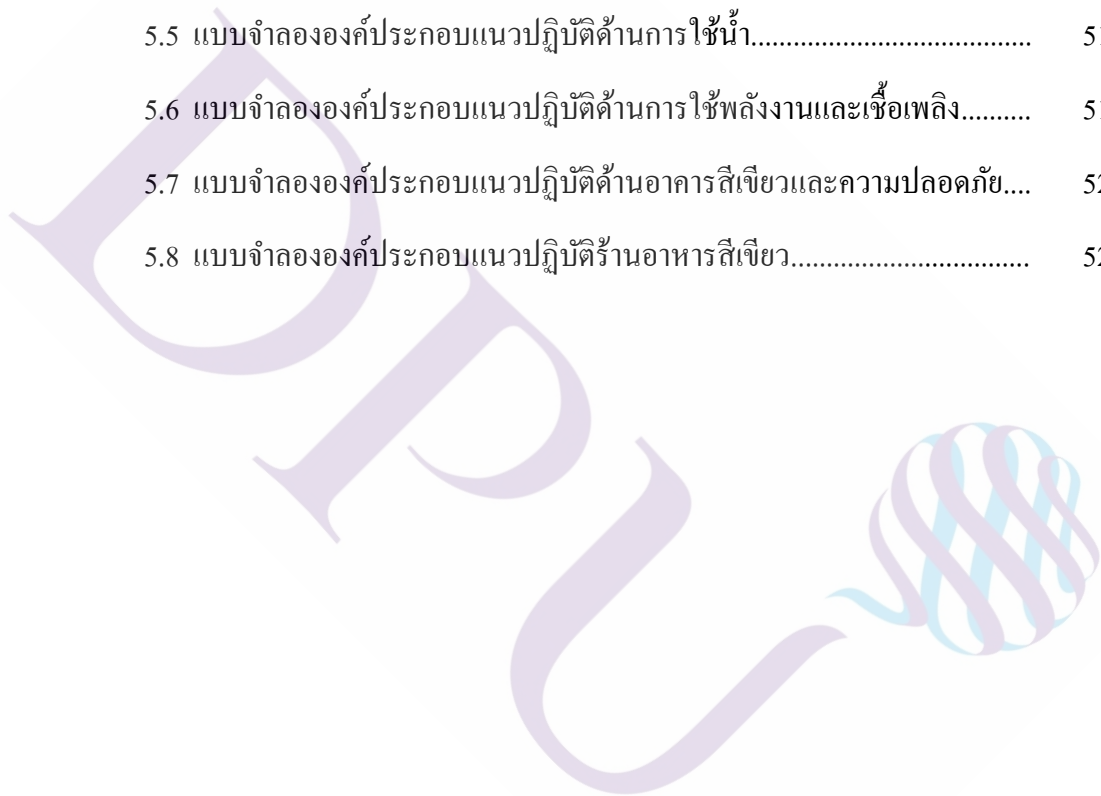 5.5 แบบจำลององค์ประกอบแนวปฏิบัติด้านการใช้น้ำ....................................... 51
5.6 แบบจำลององค์ประกอบแนวปฏิบัติด้านการใช้พลังงานและเชื้อเพลิง.......... 51
5.7 แบบจำลององค์ประกอบแนวปฏิบัติด้านอาคารสีเขียวและความปลอดภัย.... 52
5.8 แบบจำลององค์ประกอบแนวปฏิบัติร้านอาหารสีเขียว................................. 52
DPU